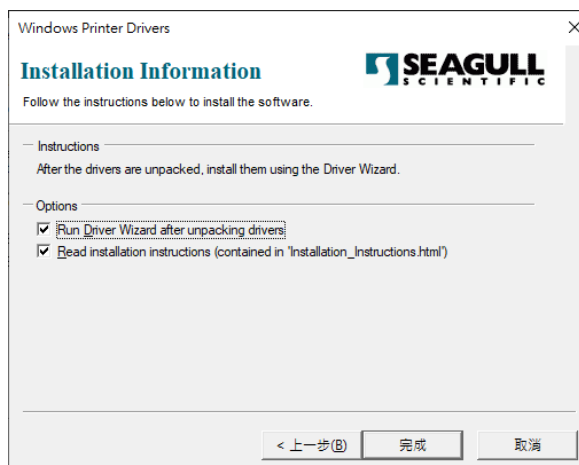 Windows Printer Drivers
Installation Information
SEAGULL
SCIENTIFIC
Follow the instructions below to install the software.
Instructions
After the drivers are unpacked, install them using the Driver Wizard.
Options
Run Driver Wizard after unpacking drivers
Read installation instructions (contained in 'Installation_Instructions.html')
< 上一步(B)
完成
取消